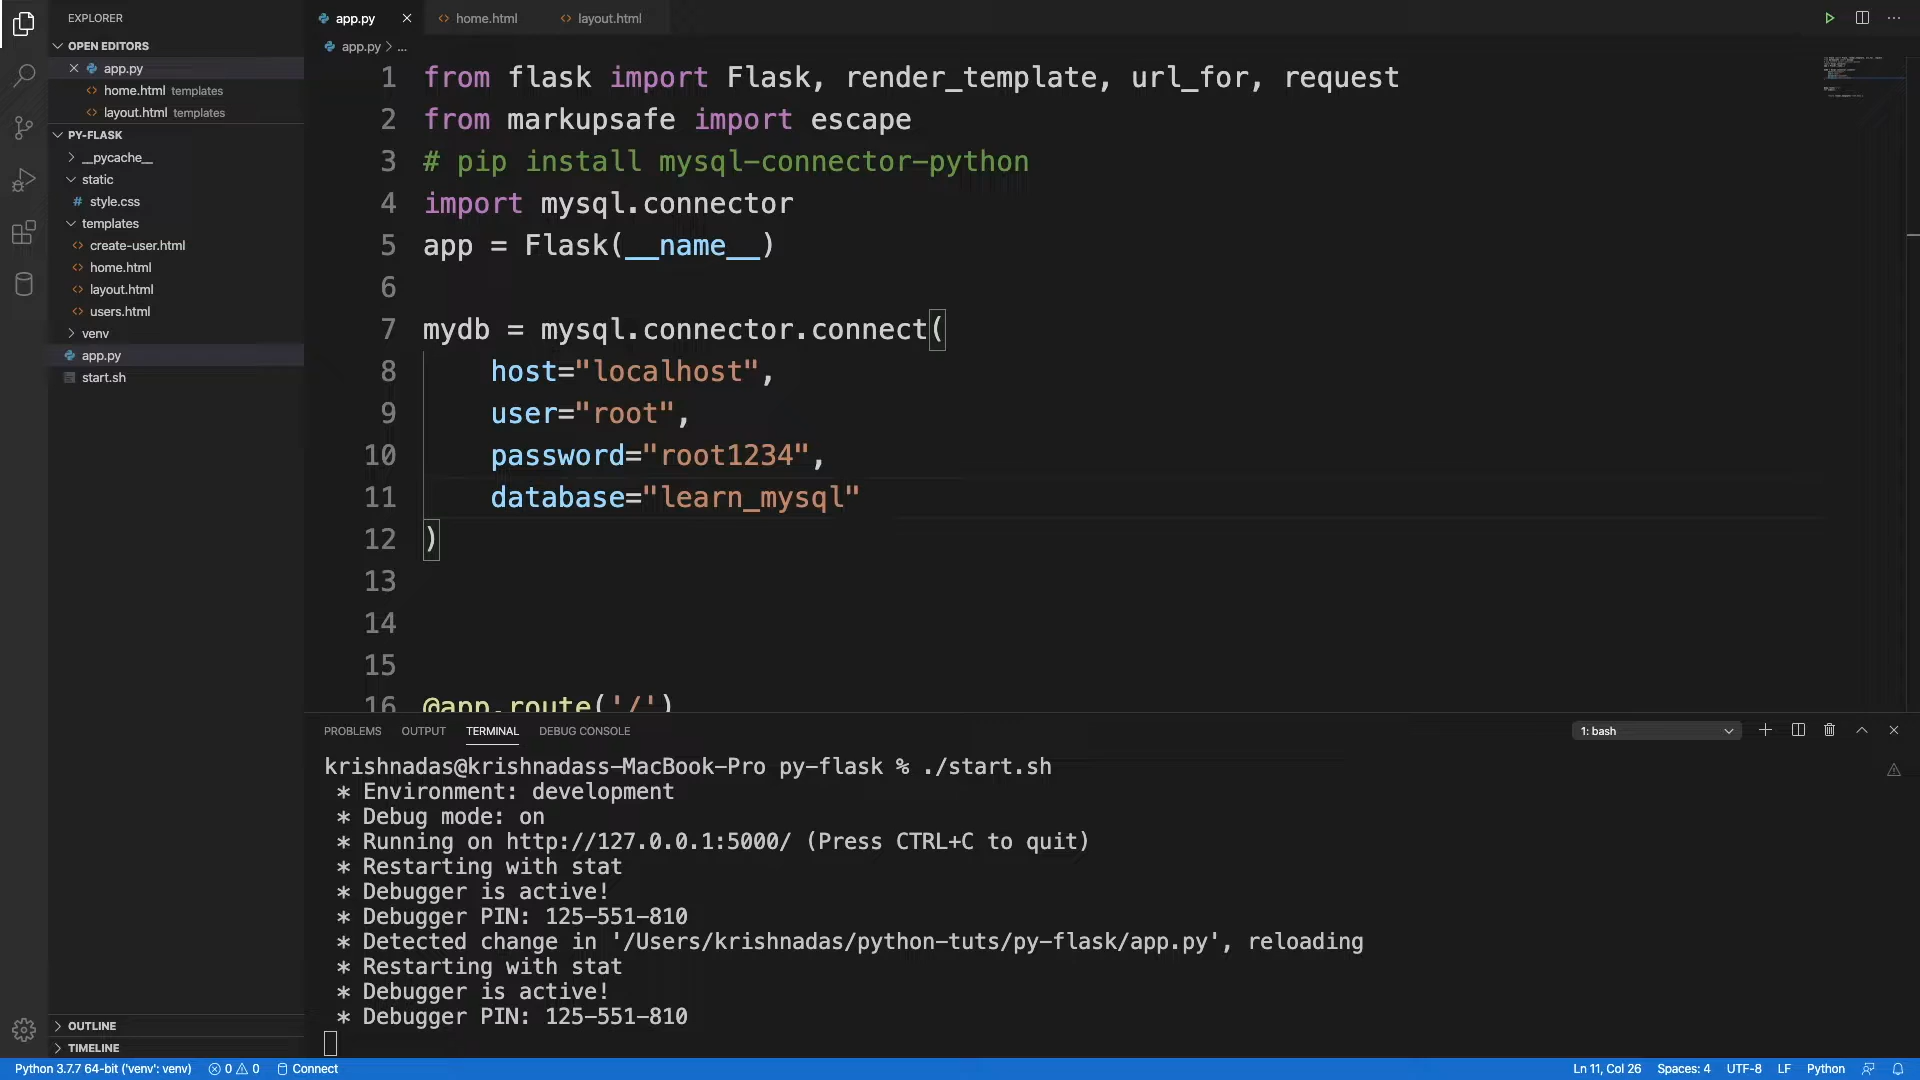 EXPLORER
OPEN EDITORS
app.py
home.html templates
layout.html templates
PY-FLASK
__pycache__
static
# style.css
templates
create-user.html
home.html
layout.html
users.html
venv
app.py
start.sh
OUTLINE
TIMELINE
app.py home.html layout.html
app.py > ...
1 from flask import Flask, render_template, url_for, request
2 from markupsafe import escape
3 # pip install mysql-connector-python
4 import mysql.connector
5 app = Flask(__name__)
6
7 mydb = mysql.connector.connect(
8 host="localhost",
9 user="root",
10 password="root1234",
11 database="learn_mysql"
12 )
13
14
15
16 @app.route('/')
PROBLEMS OUTPUT TERMINAL DEBUG CONSOLE 1: bash
krishnadas@krishnadass-MacBook-Pro py-flask % ./start.sh
* Environment: development
* Debug mode: on
* Running on http://127.0.0.1:5000/ (Press CTRL+C to quit)
* Restarting with stat
* Debugger is active!
* Debugger PIN: 125-551-810
* Detected change in '/Users/krishnadas/python-tuts/py-flask/app.py', reloading
* Restarting with stat
* Debugger is active!
* Debugger PIN: 125-551-810
Python 3.7.7 64-bit ('venv': venv) 0 0 Connect Ln 11, Col 26 Spaces: 4 UTF-8 LF Python